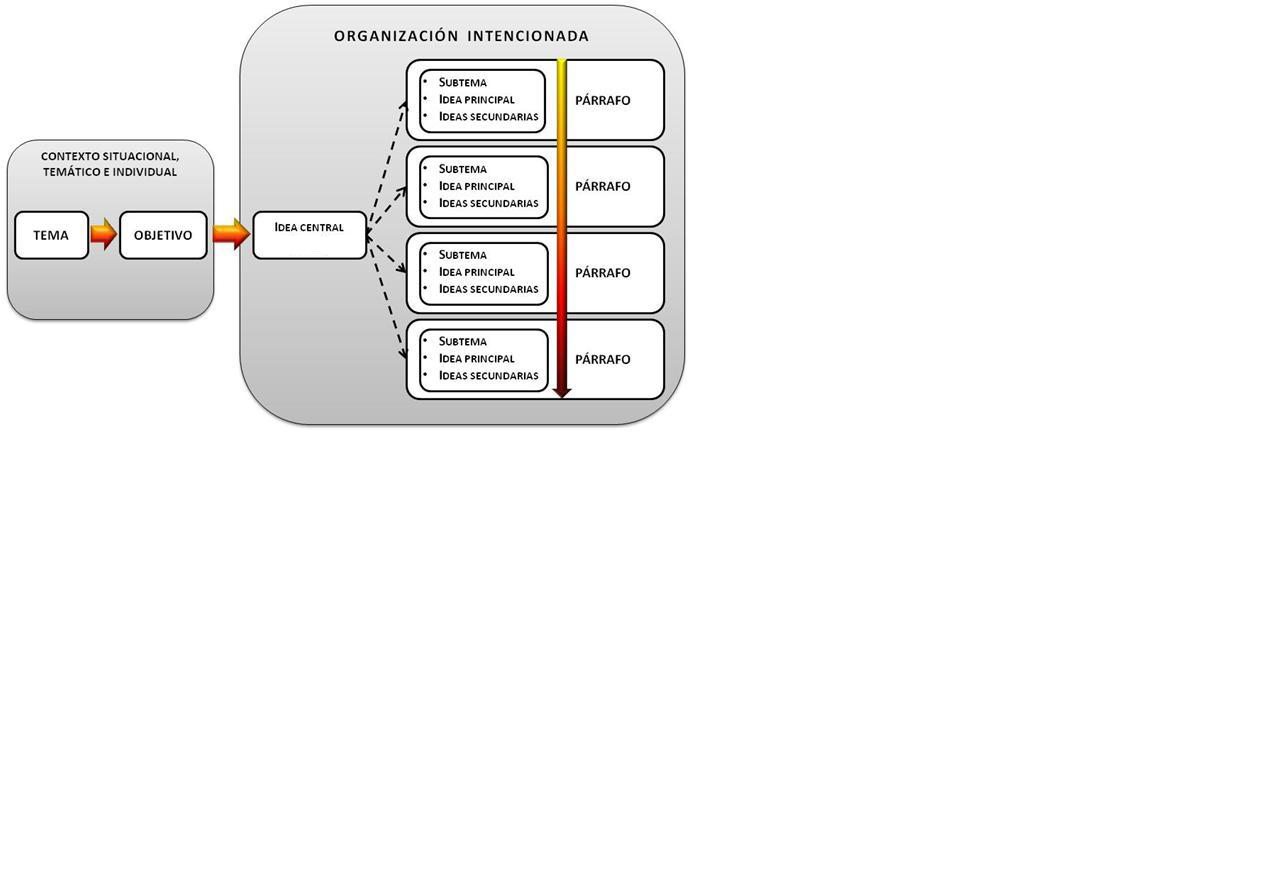 ORGANIZACIÓN INTENCIONADA
CONTEXTO SITUACIONAL,
TEMÁTICO E INDIVIDUAL
TEMA
OBJETIVO
IDEA CENTRAL
• SUBTEMA
• IDEA PRINCIPAL
• IDEAS SECUNDARIAS
PÁRRAFO
• SUBTEMA
• IDEA PRINCIPAL
• IDEAS SECUNDARIAS
PÁRRAFO
• SUBTEMA
• IDEA PRINCIPAL
• IDEAS SECUNDARIAS
PÁRRAFO
• SUBTEMA
• IDEA PRINCIPAL
• IDEAS SECUNDARIAS
PÁRRAFO